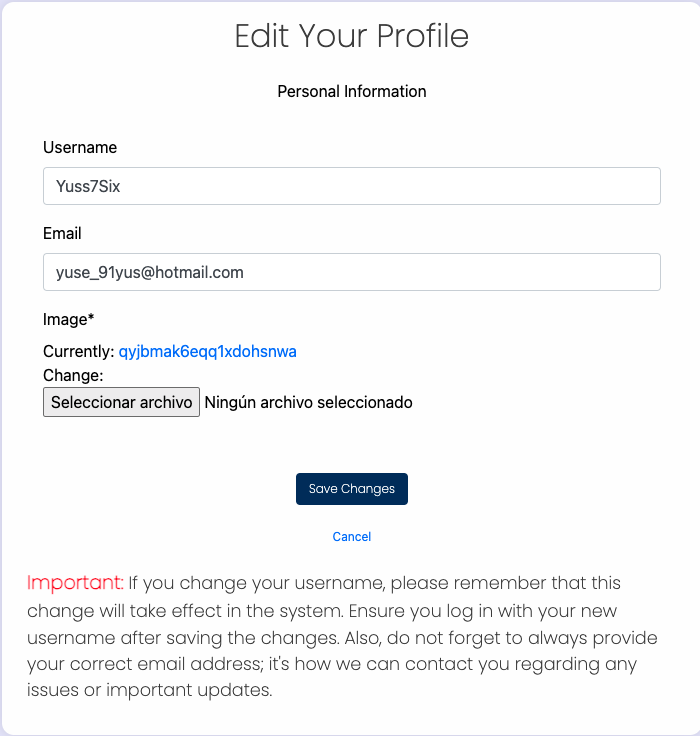 Edit Your Profile
Personal Information
Username
Yuss7Six
Email
yuse_91yus@hotmail.com
Image*
Currently: qyjbmak6eqq1xdohsnwa
Change:
Seleccionar archivo Ningún archivo seleccionado
Save Changes
Cancel
Important: If you change your username, please remember that this
change will take effect in the system. Ensure you log in with your new
username after saving the changes. Also, do not forget to always provide
your correct email address; it's how we can contact you regarding any
issues or important updates.